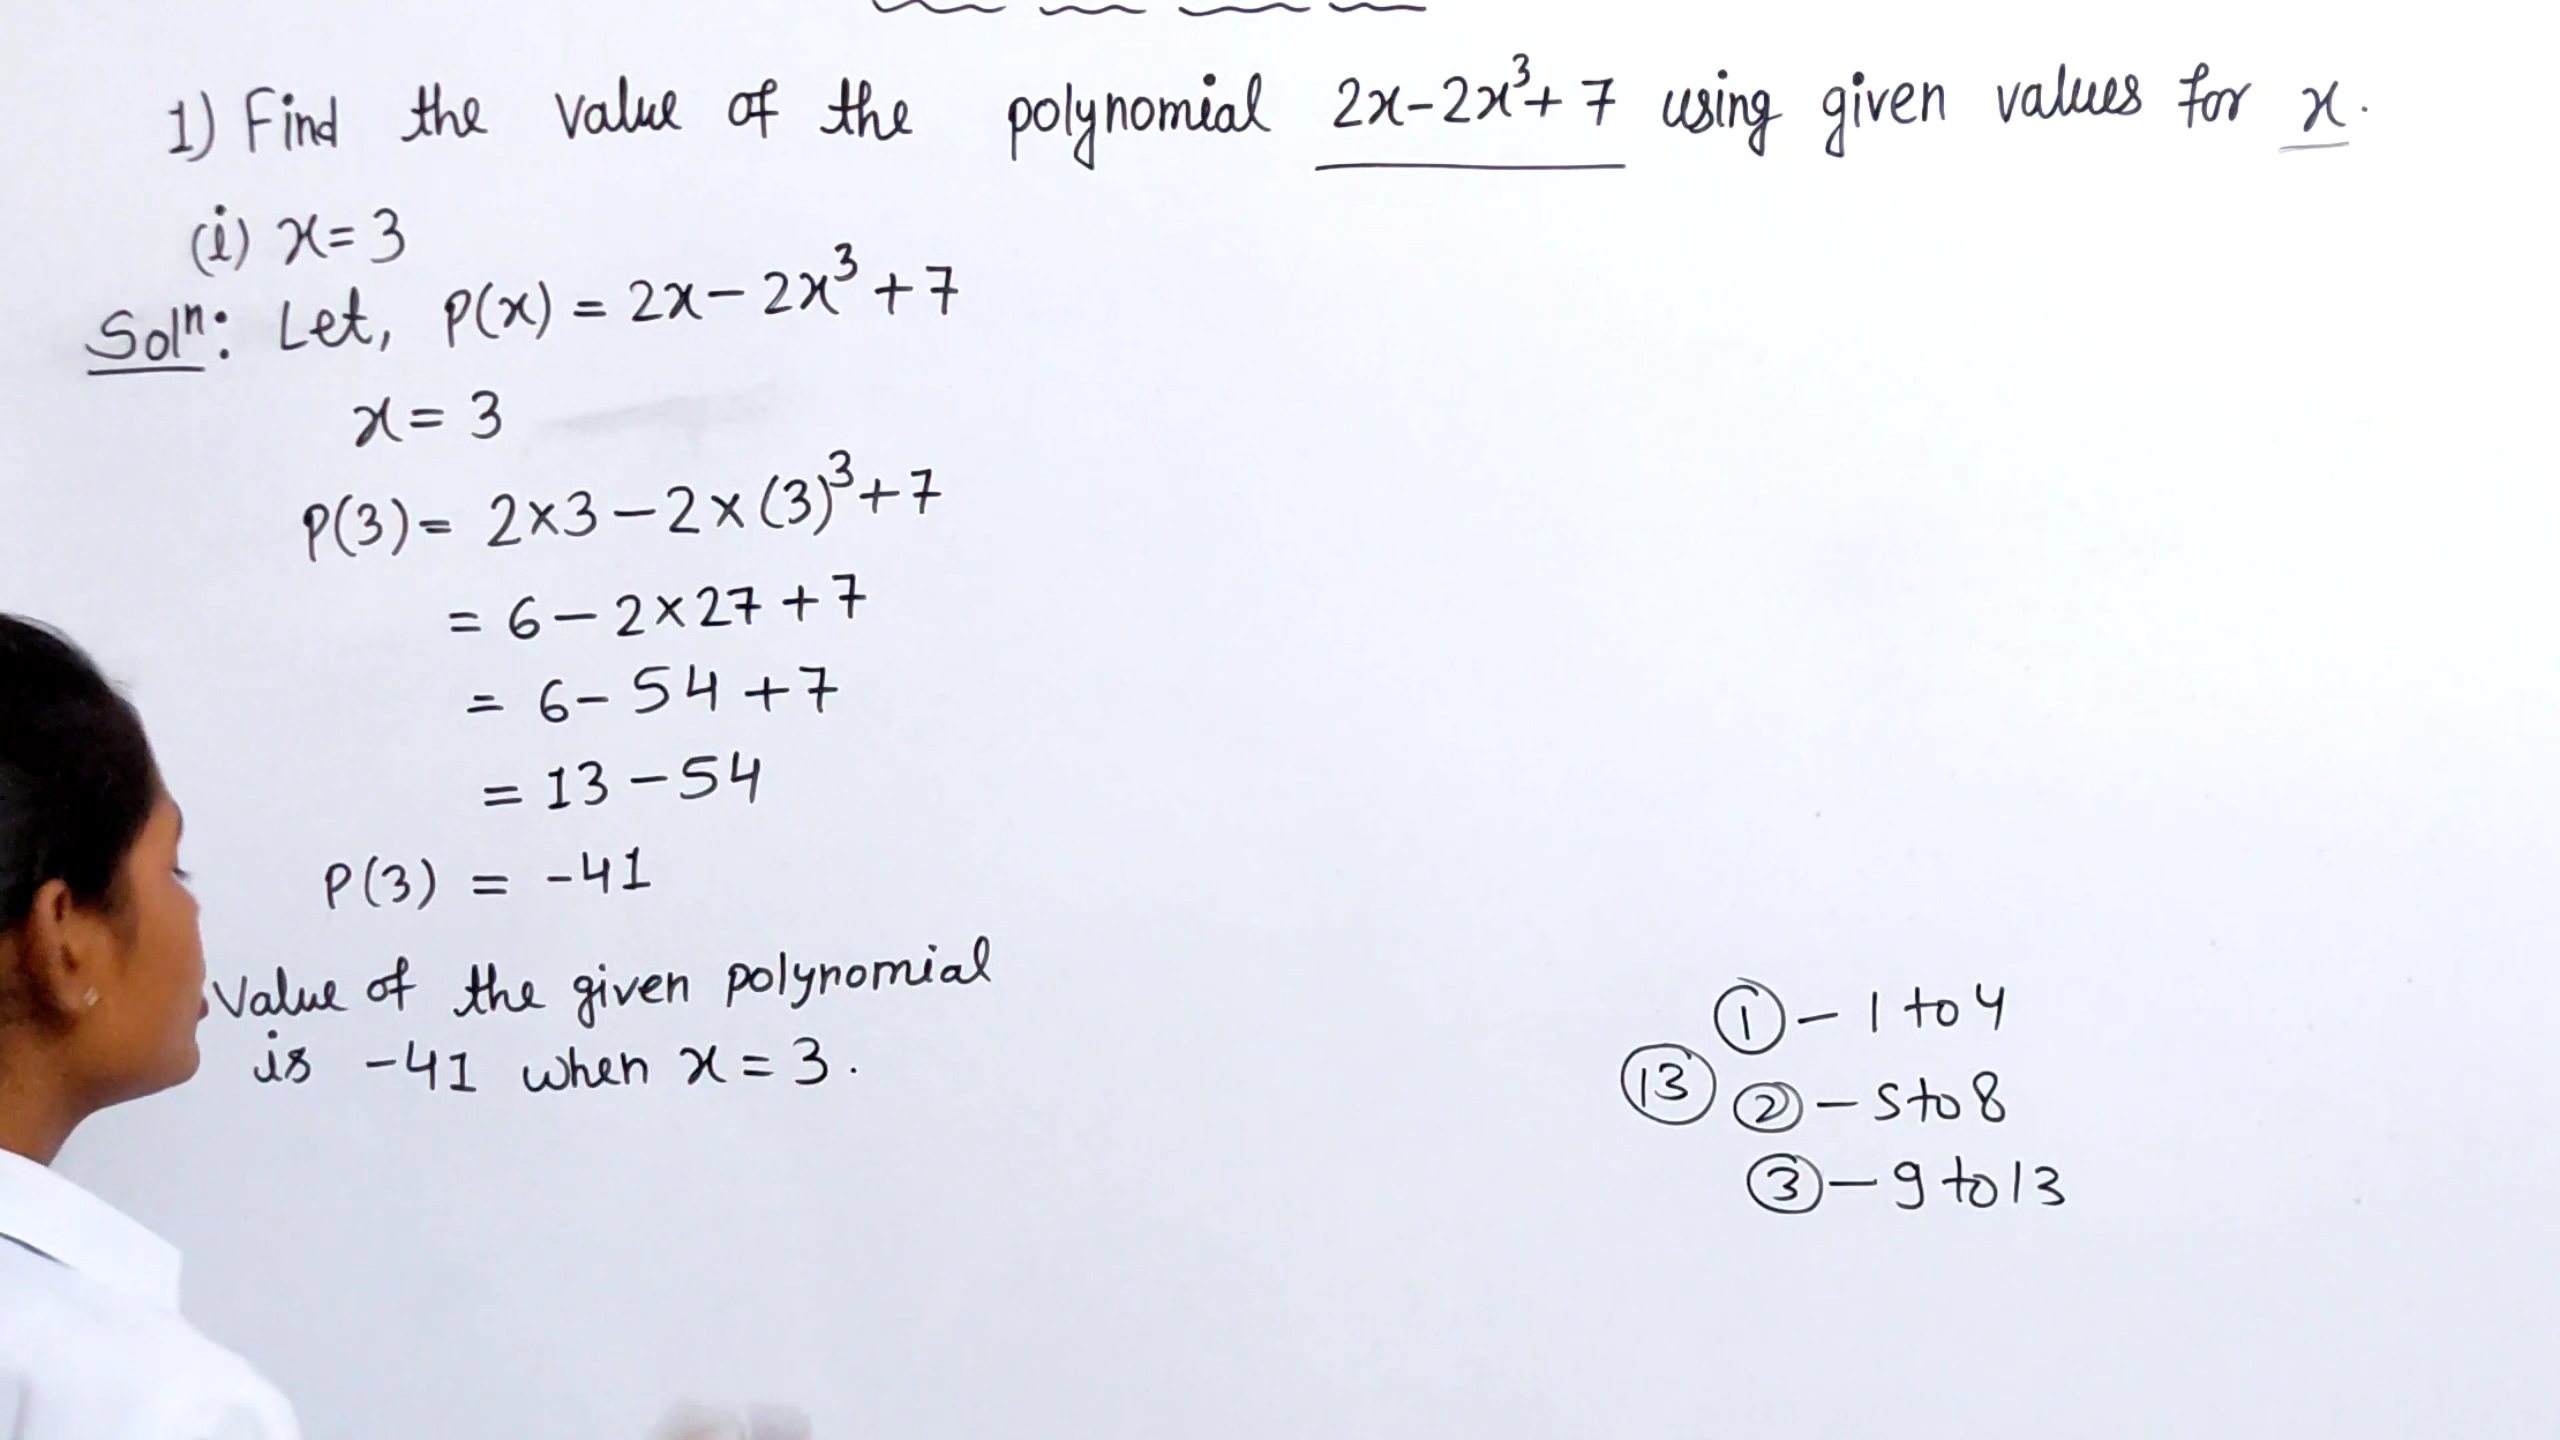 1) Find the value of the polynomial 2x-2x³+7 using given values for x.
(i) x=3
Solⁿ: Let, P(x) = 2x-2x³+7
x=3
P(3)= 2×3-2×(3)³+7
= 6-2×27+7
= 6-54+7
= 13-54
P(3) = -41
Value of the given polynomial
is -41 when x=3.
① - 1 to 4
⑬ ② - 5 to 8
③ - 9 to 13